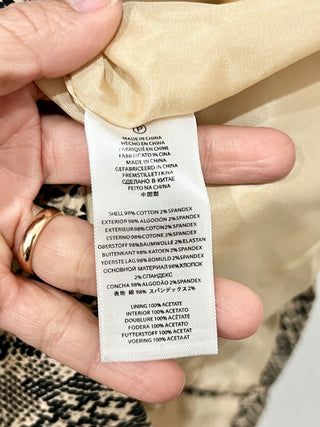 P
MADE IN CHINA
HECHO EN CHINA
FABRIQUÉ EN CHINE
FABBRICATO IN CINA
MADE IN CHINA
GEFABRICEERD IN CHINA
FREMSTILLET I KINA
СДЕЛАНО В КИТАЕ
FEITO NA CHINA
中国製
SHELL 98% COTTON 2% SPANDEX
EXTERIOR 98% ALGODÓN 2% SPANDEX
EXTÉRIEUR 98% COTON 2% SPANDEX
ESTERNO 98% COTONE 2% SPANDEX
OBERSTOFF 98% BAUMWOLLE 2% ELASTAN
BUITENKANT 98% KATOEN 2% SPANDEX
YDERSTE LAG 98% BOMULD 2% SPANDEX
ОСНОВНОЙ МАТЕРИАЛ 98% ХЛОПОК
2% СПАНДЕКС
CONCHA 98% ALGODÃO 2% SPANDEX
表地 綿 98% スパンデックス 2%
LINING 100% ACETATE
INTERIOR 100% ACETATO
DOUBLURE 100% ACÉTATE
FODERA 100% ACETATO
FUTTERSTOFF 100% ACETAT
VOERING 100% ACETAAT